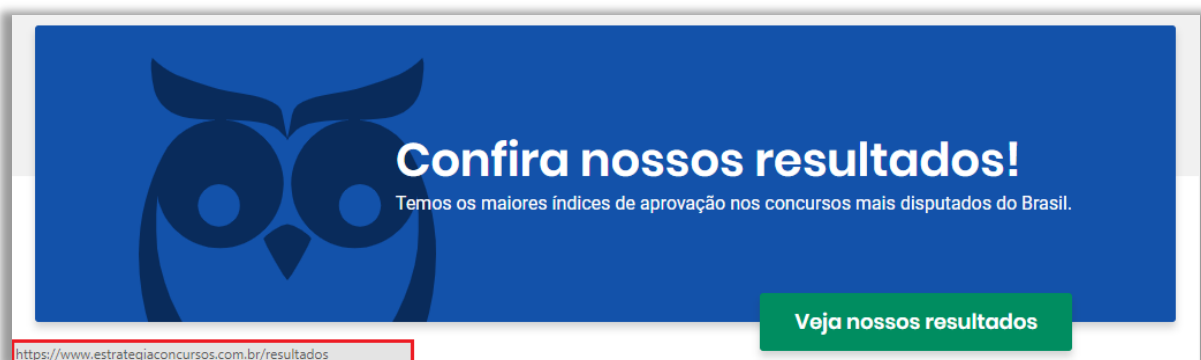 Confira nossos resultados!
Temos os maiores índices de aprovação nos concursos mais disputados do Brasil.
Veja nossos resultados
https://www.estrategiaconcursos.com.br/resultados